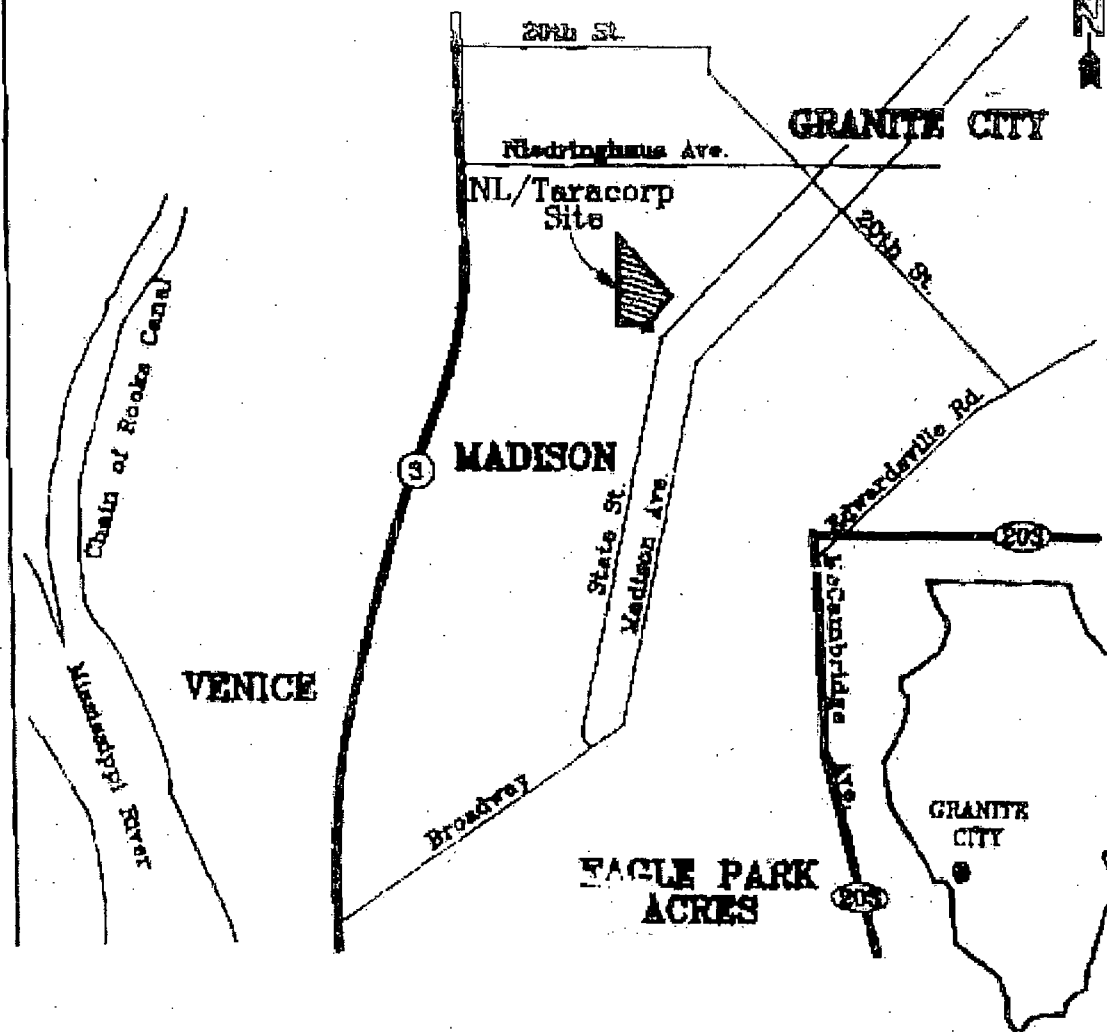 20th St.
N
GRANITE CITY
Niedringhaus Ave.
NL/Taracorp
Site
20th St.
Chain of Rocks Canal
Edwardsville Rd.
3
MADISON
State St.
Madison Ave.
203
McCambridge Ave.
VENICE
Mississippi River
Broadway
GRANITE
CITY
EAGLE PARK
ACRES
203